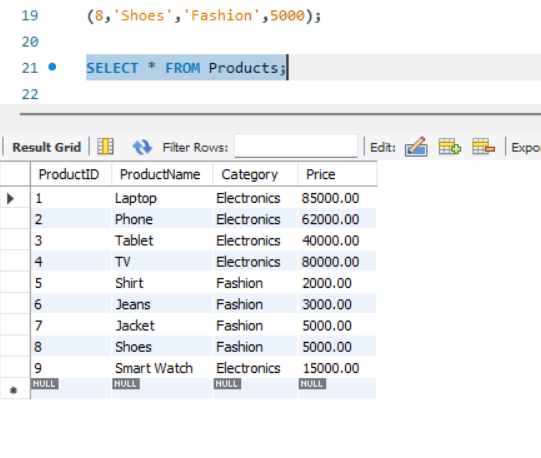 19 (8,'Shoes','Fashion',5000);
20
21 SELECT * FROM Products;
22
Result Grid Filter Rows: Edit: Expo
ProductID ProductName Category Price
1 Laptop Electronics 85000.00
2 Phone Electronics 62000.00
3 Tablet Electronics 40000.00
4 TV Electronics 80000.00
5 Shirt Fashion 2000.00
6 Jeans Fashion 3000.00
7 Jacket Fashion 5000.00
8 Shoes Fashion 5000.00
9 Smart Watch Electronics 15000.00
NULL NULL NULL NULL